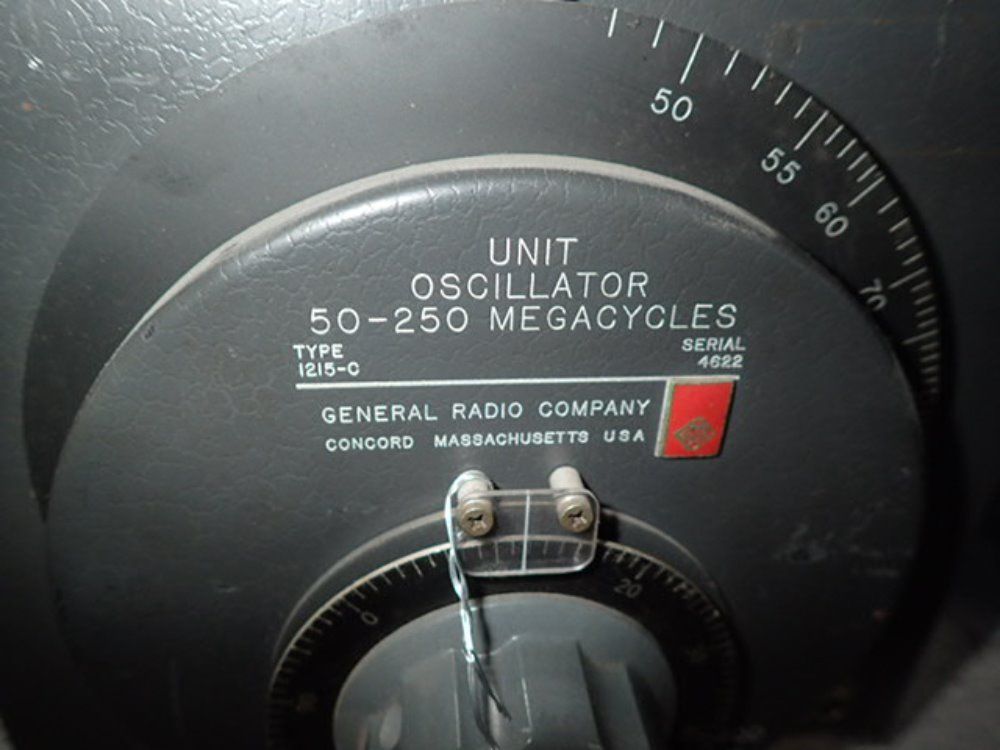 50
55
60
70
UNIT
OSCILLATOR
50-250 MEGACYCLES
TYPE SERIAL
1215-C 4622
GENERAL RADIO COMPANY
CONCORD MASSACHUSETTS USA
0
20